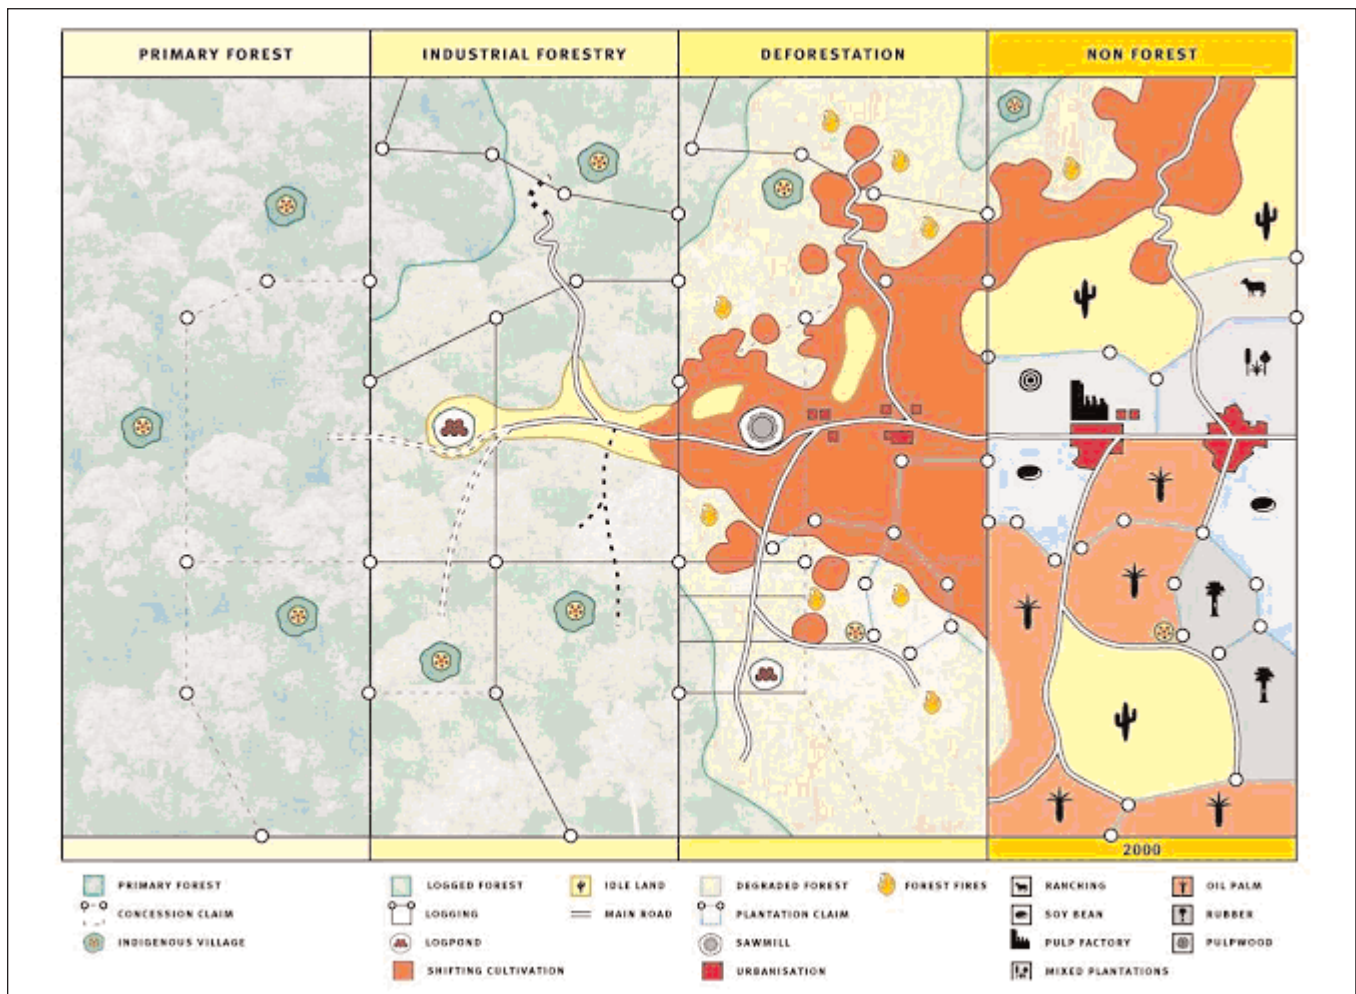 PRIMARY FOREST
INDUSTRIAL FORESTRY
DEFORESTATION
NON FOREST
2000
PRIMARY FOREST
CONCESSION CLAIM
INDIGENOUS VILLAGE
LOGGED FOREST
LOGGING
LOGPOND
SHIFTING CULTIVATION
IDLE LAND
MAIN ROAD
DEGRADED FOREST
PLANTATION CLAIM
SAWMILL
URBANISATION
FOREST FIRES
RANCHING
SOY BEAN
PULP FACTORY
MIXED PLANTATIONS
OIL PALM
RUBBER
PULPWOOD